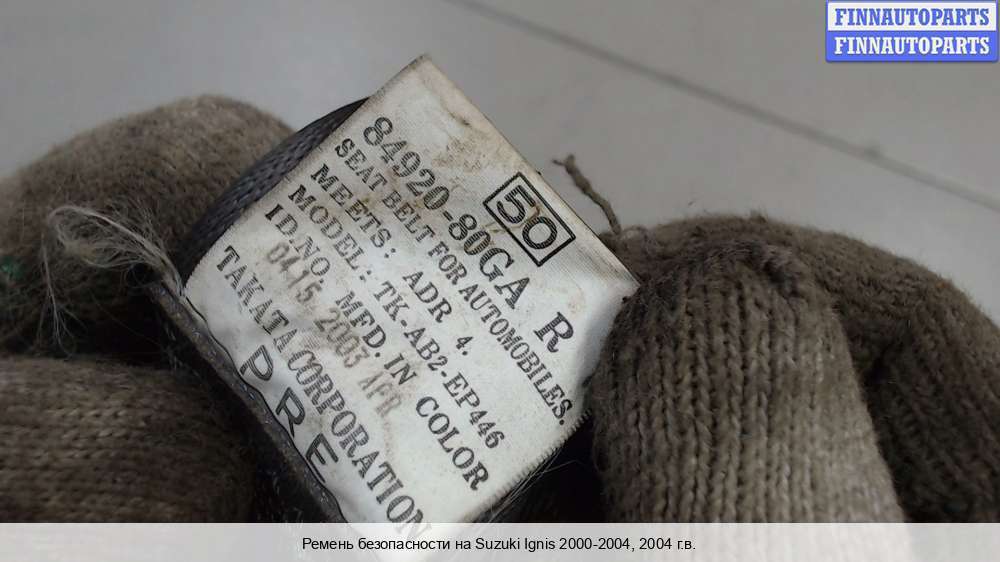 FINNAUTOPARTS
FINNAUTOPARTS
50
84920-80GA R
SEAT BELT FOR AUTOMOBILES.
MEETS: ADR 4.
MODEL: TK-AB2-EP446
ID.NO MFD. IN COLOR
0415 2003 AFR
TAKATA CORPORATION
PRE
Ремень безопасности на Suzuki Ignis 2000-2004, 2004 г.в.